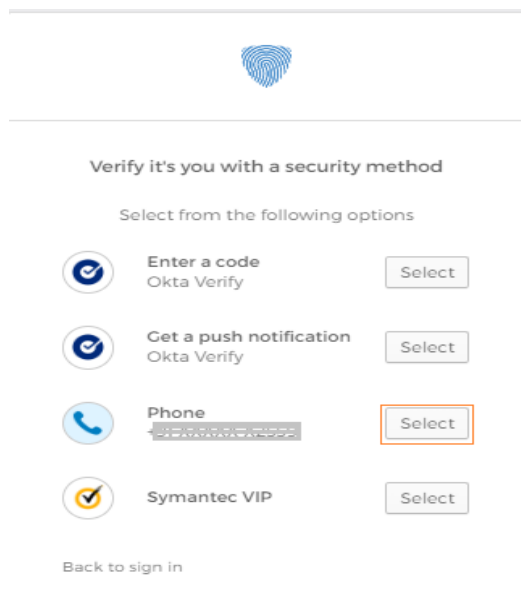 Verify it's you with a security method
Select from the following options
Enter a code
Okta Verify
Select
Get a push notification
Okta Verify
Select
Phone
Select
Symantec VIP
Select
Back to sign in